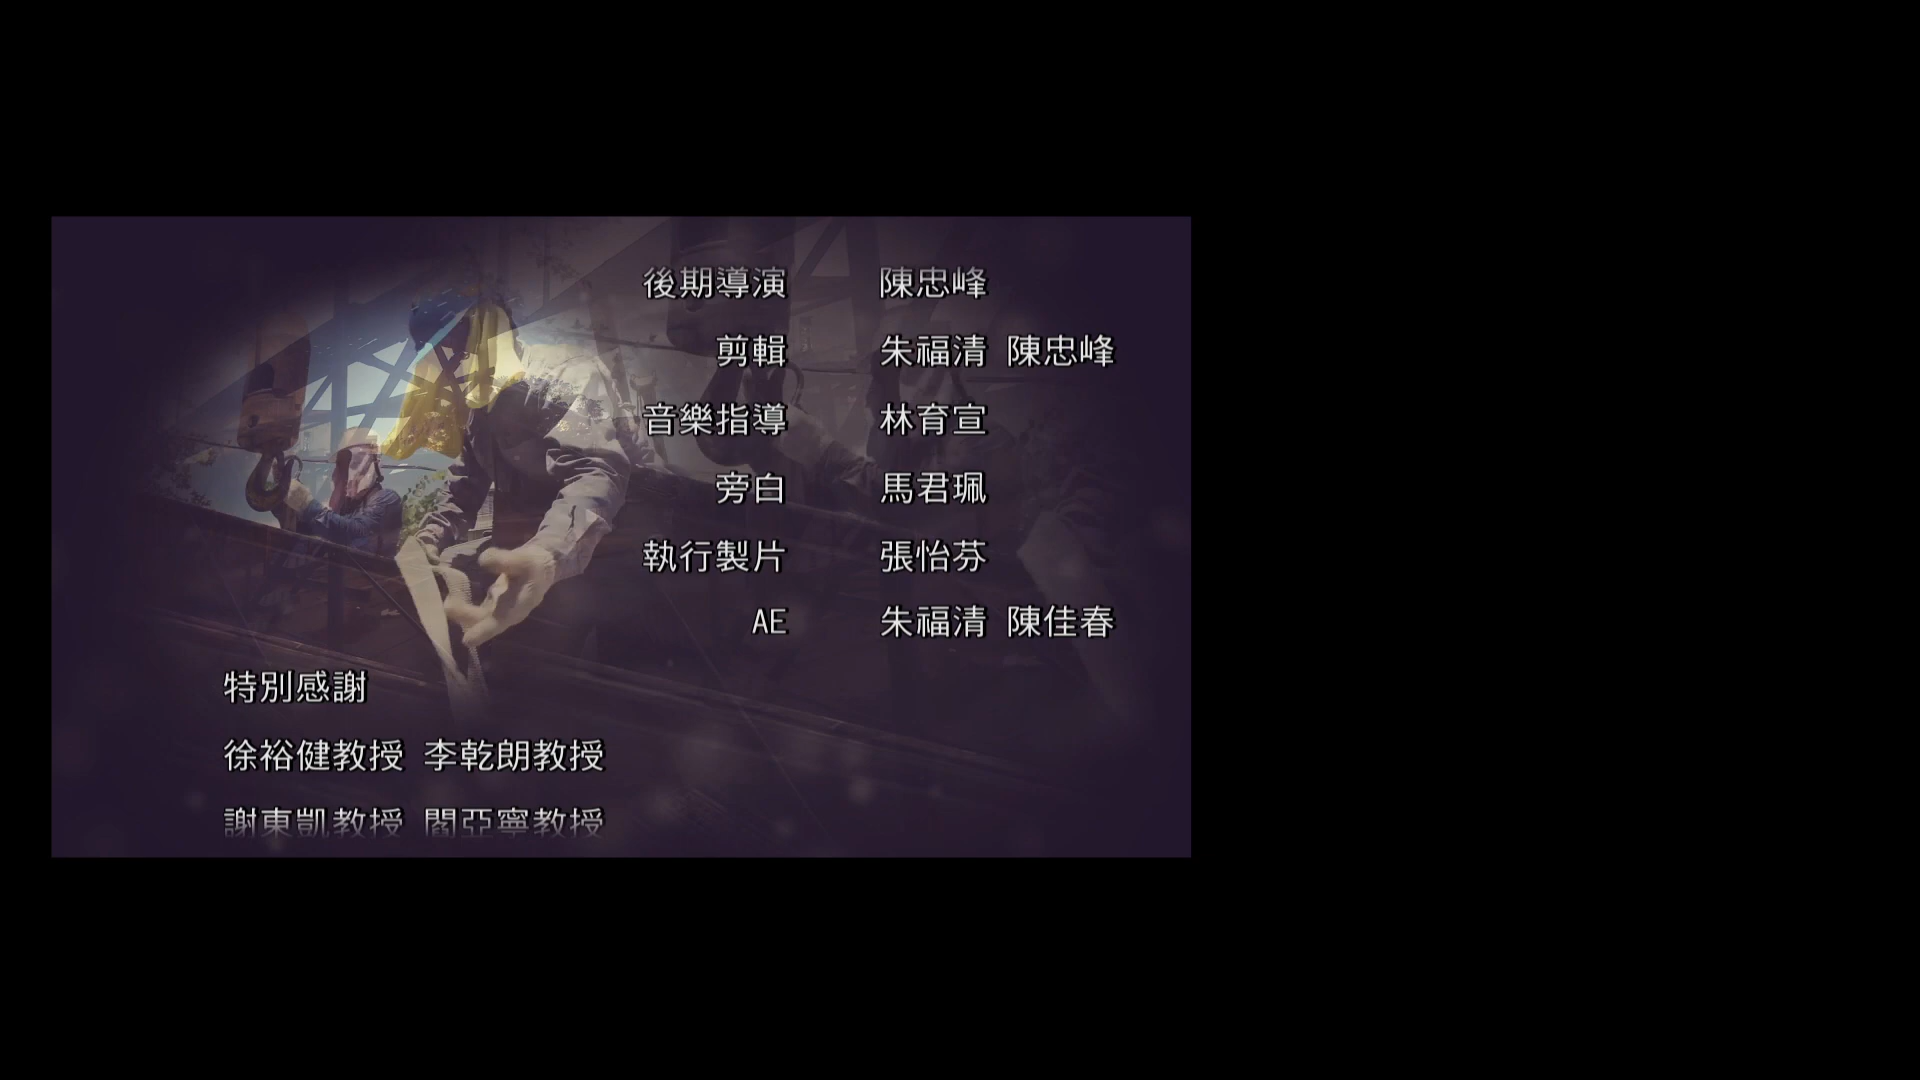 後期導演 陳忠峰
剪輯 朱福清 陳忠峰
音樂指導 林育宣
旁白 馬君珮
執行製片 張怡芬
AE 朱福清 陳佳春
特別感謝
徐裕健教授 李乾朗教授
謝東凱教授 閻亞寧教授